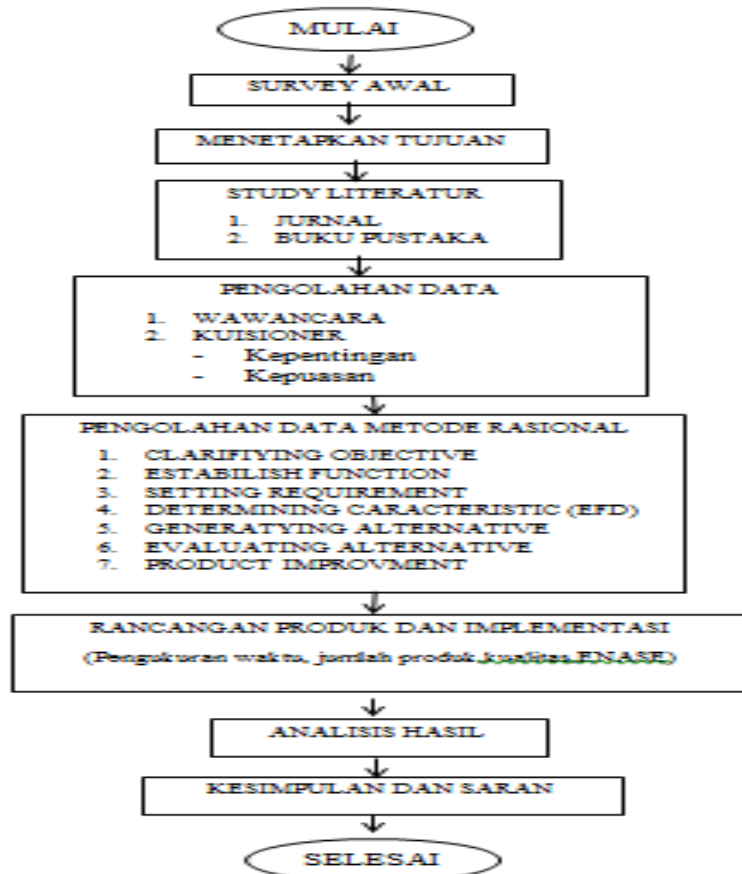 MULAI
SURVEY AWAL
MENETAPKAN TUJUAN
STUDY LITERATUR
1. JURNAL
2. BUKU PUSTAKA
PENGOLAHAN DATA
1. WAWANCARA
2. KUISIONER
- Kepentingan
- Kepuasan
PENGOLAHAN DATA METODE RASIONAL
1. CLARIFIYING OBJECTIVE
2. ESTABILISH FUNCTION
3. SETTING REQUIREMENT
4. DETERMINING CARACTERISTIC (EFD)
5. GENERATYING ALTERNATIVE
6. EVALUATING ALTERNATIVE
7. PRODUCT IMPROVMENT
RANCANGAN PRODUK DAN IMPLEMENTASI
(Pengukuran waktu, jumlah produk,kualitas ENASE)
ANALISIS HASIL
KESIMPULAN DAN SARAN
SELESAI